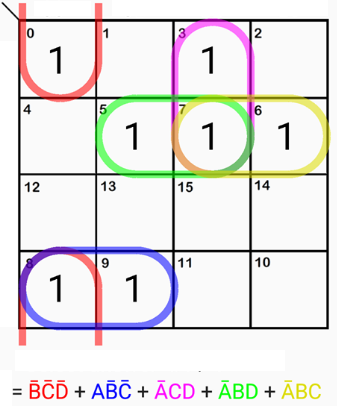 0 1 3 2
1 1
4 5 7 6
1 1 1
12 13 15 14
8 9 11 10
1 1
= B̄C̄D̄ + AB̄C̄ + ĀCD + ĀBD + ĀBC